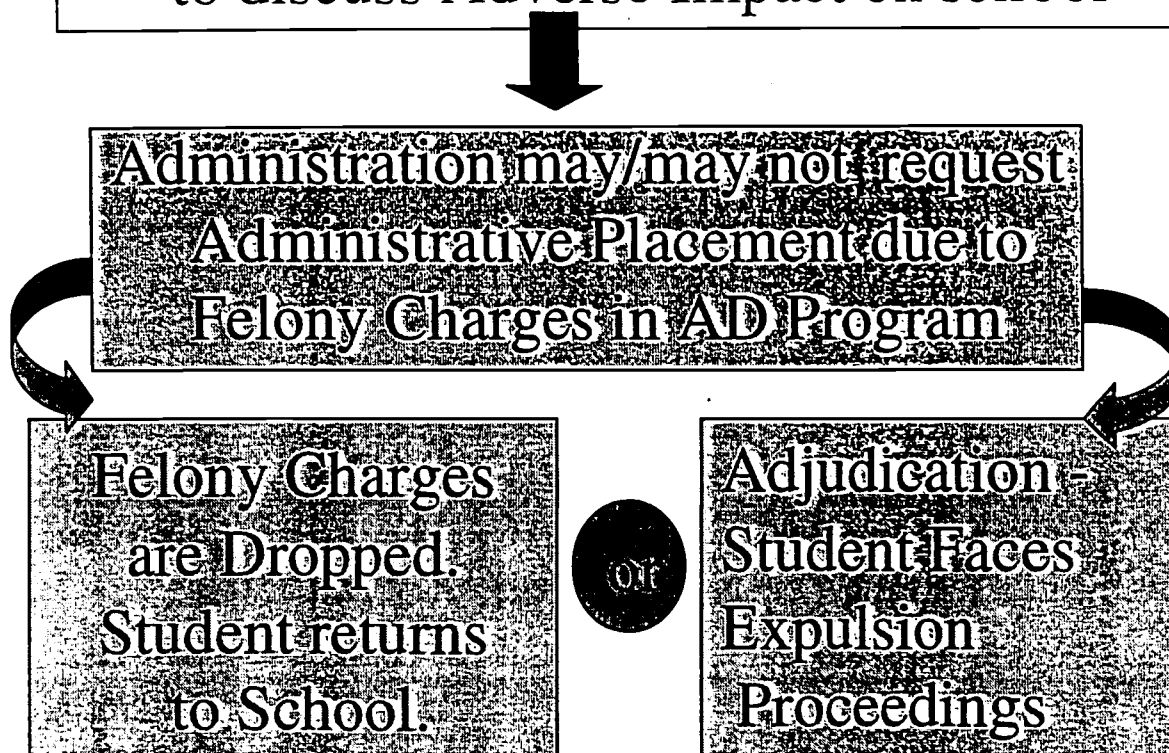 to discuss Adverse Impact on school
Administration may/may not request
Administrative Placement due to
Felony Charges in AD Program
Felony Charges
are Dropped.
Student returns
to School.
or
Adjudication -
Student Faces
Expulsion
Proceedings